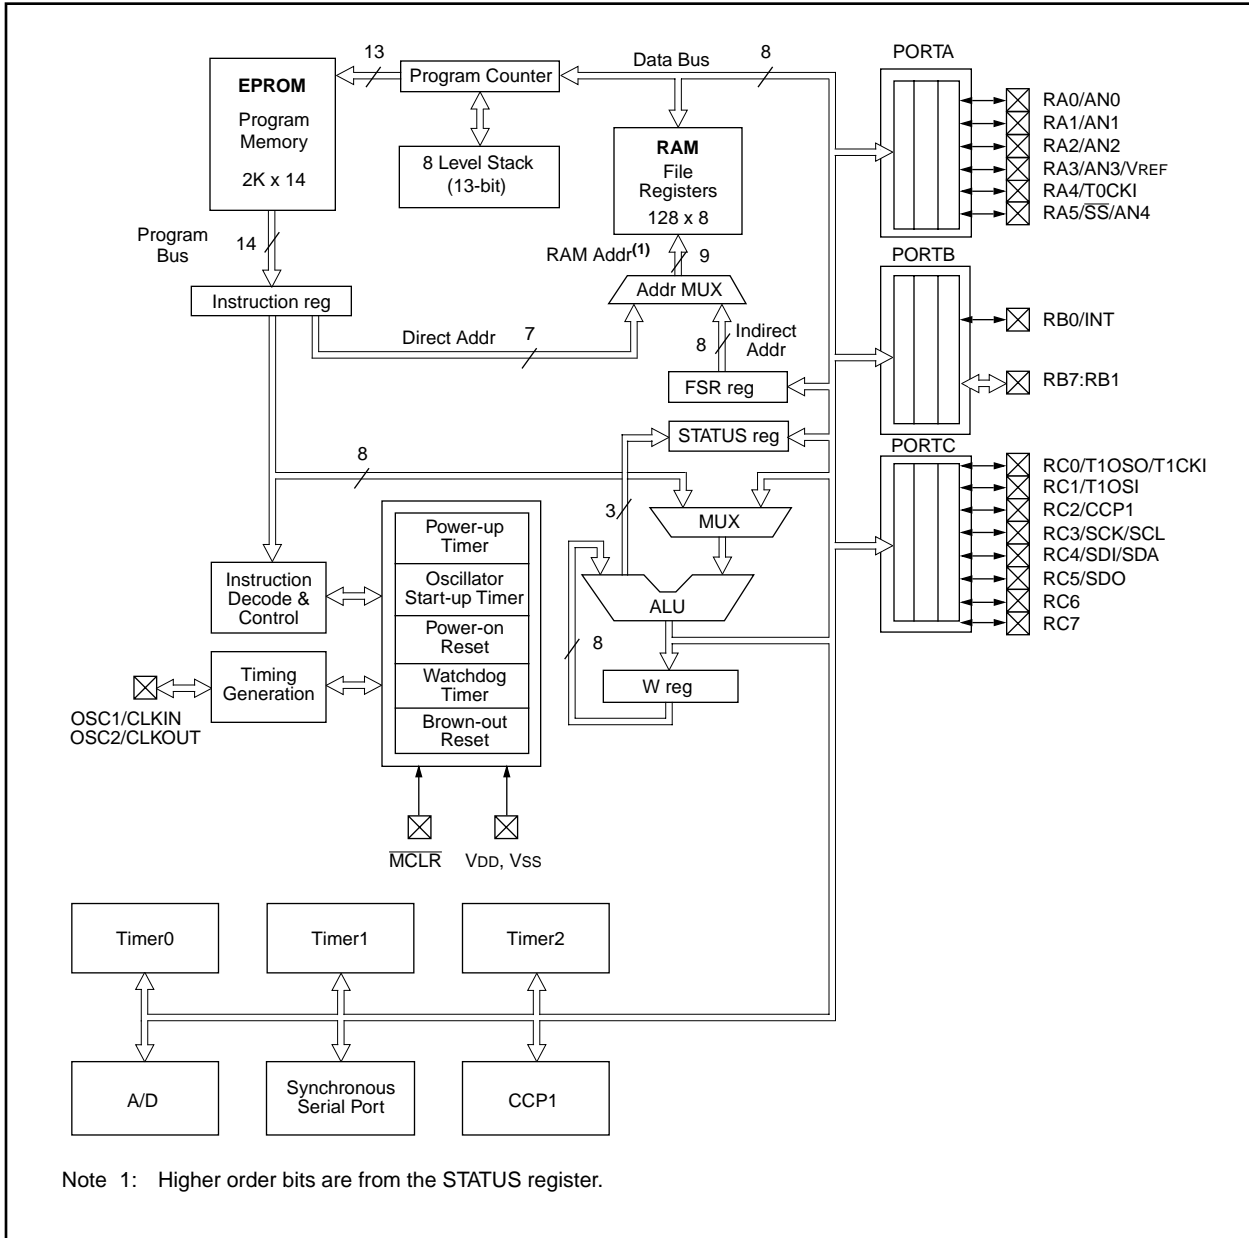 EPROM
Program
Memory
2K x 14
13
Program Counter
8 Level Stack
(13-bit)
Data Bus
8
RAM
File
Registers
128 x 8
PORTA
RA0/AN0
RA1/AN1
RA2/AN2
RA3/AN3/VREF
RA4/T0CKI
RA5/SS/AN4
Program
Bus
14
RAM Addr(1)
9
Addr MUX
Instruction reg
Direct Addr
7
8
Indirect
Addr
FSR reg
STATUS reg
PORTB
RB0/INT
RB7:RB1
PORTC
RC0/T1OSO/T1CKI
RC1/T1OSI
RC2/CCP1
RC3/SCK/SCL
RC4/SDI/SDA
RC5/SDO
RC6
RC7
8
3
MUX
ALU
8
W reg
Power-up
Timer
Oscillator
Start-up Timer
Power-on
Reset
Watchdog
Timer
Brown-out
Reset
Instruction
Decode &
Control
Timing
Generation
OSC1/CLKIN
OSC2/CLKOUT
MCLR
VDD, VSS
Timer0
Timer1
Timer2
A/D
Synchronous
Serial Port
CCP1
Note 1: Higher order bits are from the STATUS register.